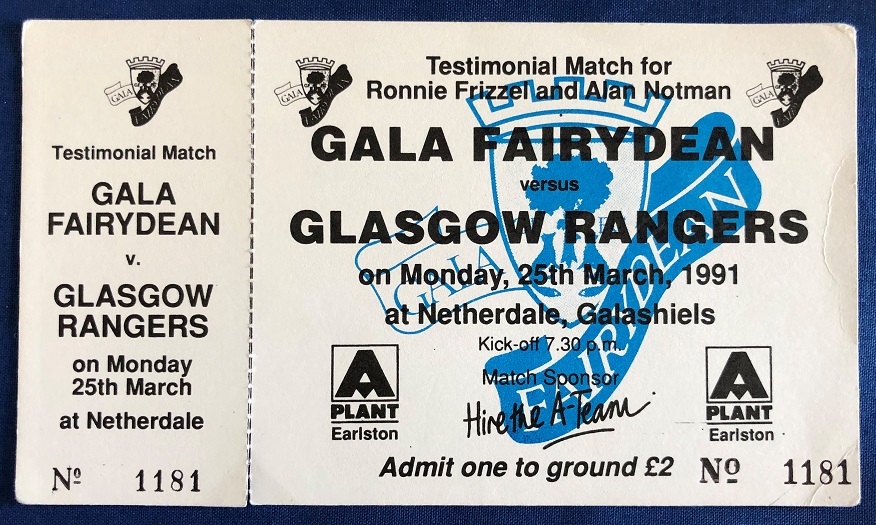 GALA
FAIRYDEAN
Testimonial Match
GALA
FAIRYDEAN
v.
GLASGOW
RANGERS
on Monday
25th March
at Netherdale
Nº 1181
GALA
GALA
Testimonial Match for
Ronnie Frizzel and Alan Notman
GALA FAIRYDEAN
versus
GLASGOW RANGERS
on Monday, 25th March, 1991
at Netherdale, Galashiels
Kick-off 7.30 p.m.
Match Sponsor
Hire the A-Team.
GALA
FAIRYDEAN
A
PLANT
Earlston
A
PLANT
Earlston
Admit one to ground £2 Nº 1181